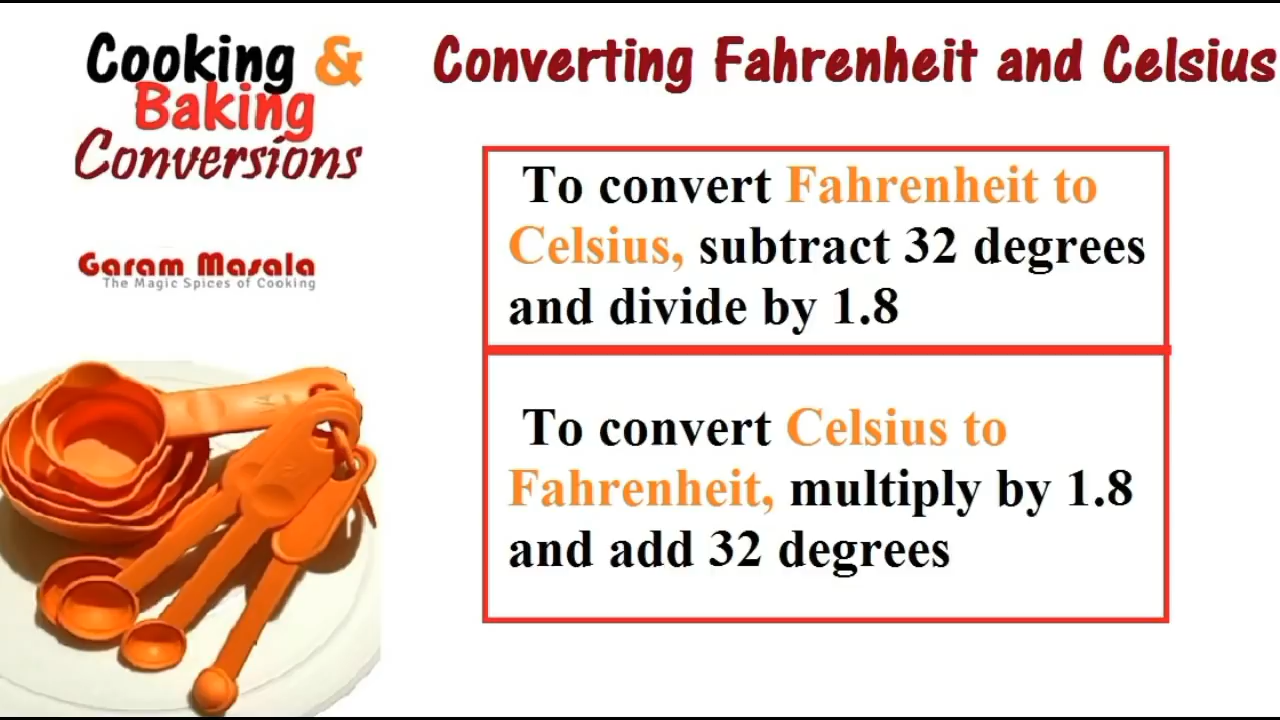 Cooking &
Baking
Conversions
Garam Masala
The Magic Spices of Cooking
Converting Fahrenheit and Celsius
To convert Fahrenheit to
Celsius, subtract 32 degrees
and divide by 1.8
To convert Celsius to
Fahrenheit, multiply by 1.8
and add 32 degrees